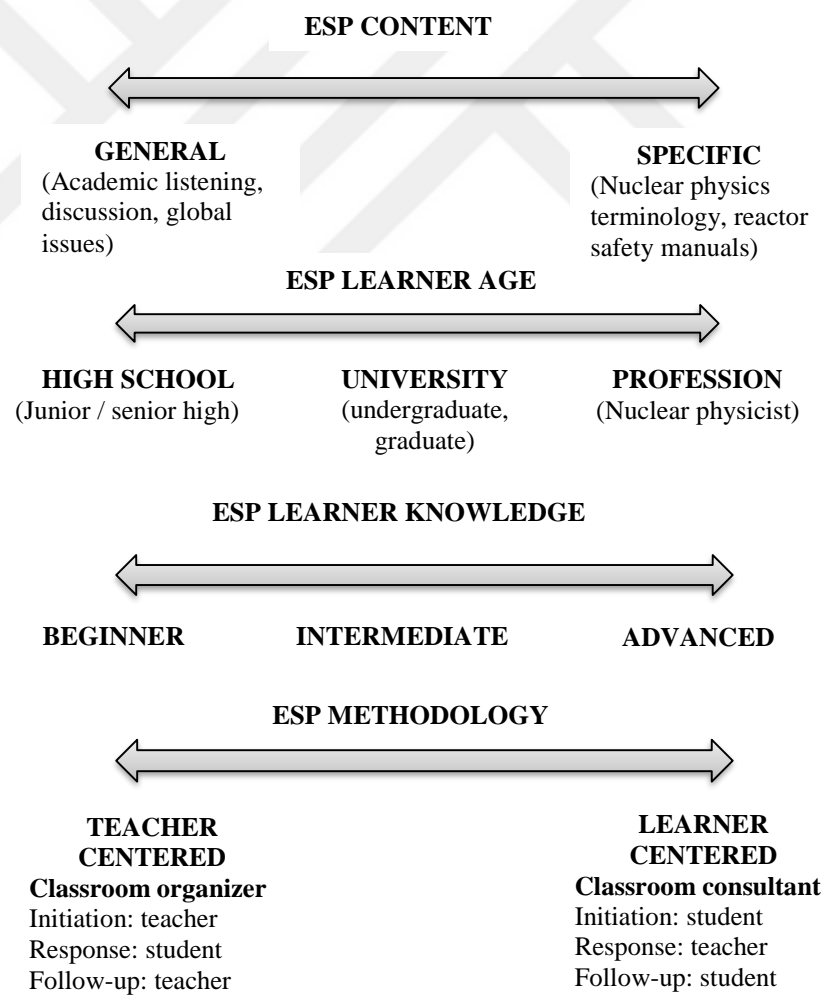 ESP CONTENT
GENERAL
(Academic listening,
discussion, global
issues)
SPECIFIC
(Nuclear physics
terminology, reactor
safety manuals)
ESP LEARNER AGE
HIGH SCHOOL
(Junior / senior high)
UNIVERSITY
(undergraduate,
graduate)
PROFESSION
(Nuclear physicist)
ESP LEARNER KNOWLEDGE
BEGINNER
INTERMEDIATE
ADVANCED
ESP METHODOLOGY
TEACHER
CENTERED
Classroom organizer
Initiation: teacher
Response: student
Follow-up: teacher
LEARNER
CENTERED
Classroom consultant
Initiation: student
Response: teacher
Follow-up: student